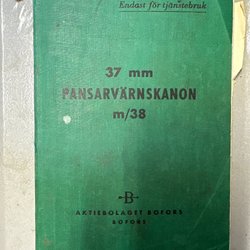 Endast för tjänstebruk
37 mm
PANSARVÄRNSKANON
m/38
B
AKTIEBOLAGET BOFORS
BOFORS